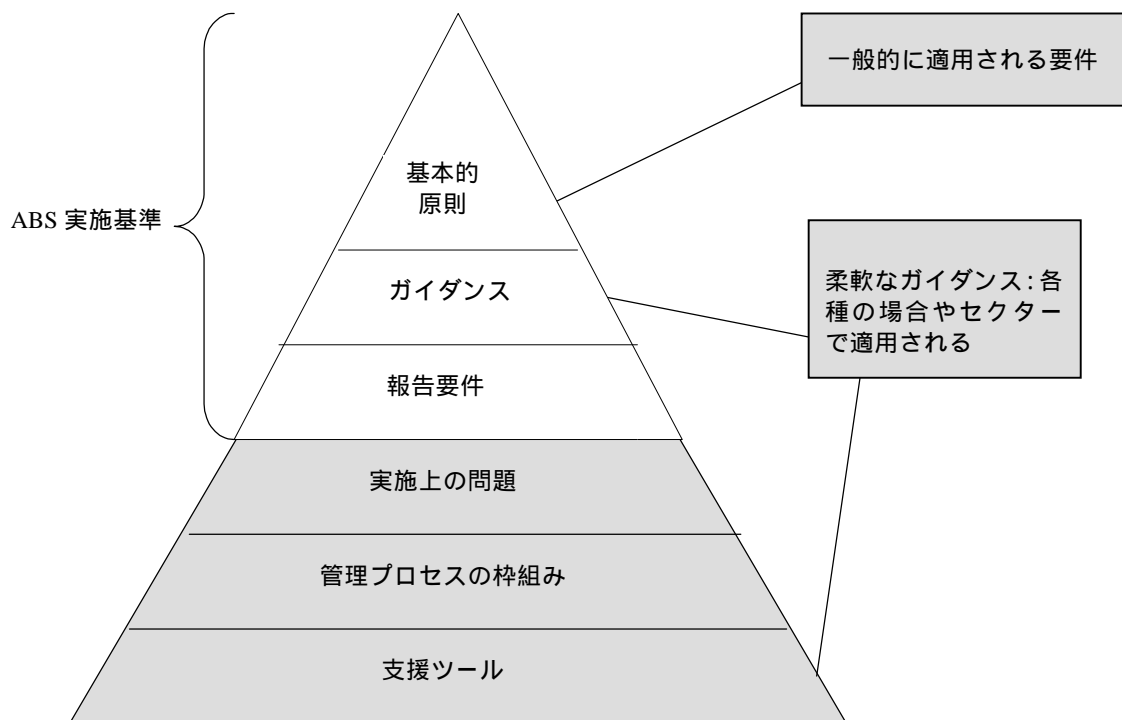 一般的に適用される要件
基本的
原則
ABS 実施基準
柔軟なガイダンス:各
種の場合やセクター
で適用される
ガイダンス
報告要件
実施上の問題
管理プロセスの枠組み
支援ツール